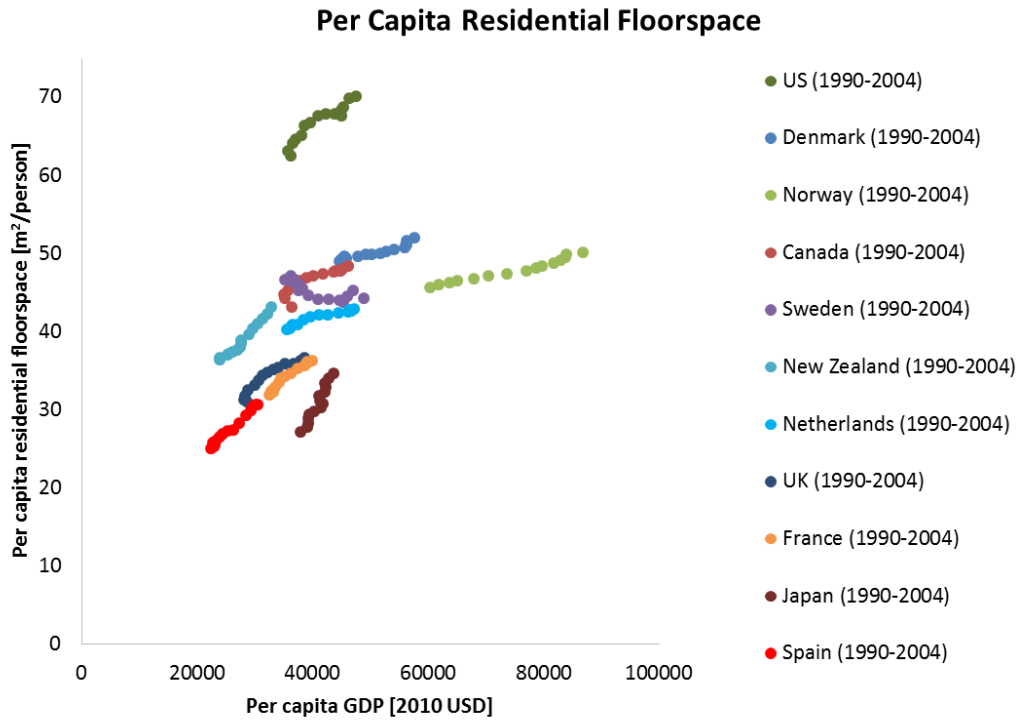 Per Capita Residential Floorspace
Per capita residential floorspace [m²/person]
70
60
50
40
30
20
10
0
0 20000 40000 60000 80000 100000
Per capita GDP [2010 USD]
US (1990-2004)
Denmark (1990-2004)
Norway (1990-2004)
Canada (1990-2004)
Sweden (1990-2004)
New Zealand (1990-2004)
Netherlands (1990-2004)
UK (1990-2004)
France (1990-2004)
Japan (1990-2004)
Spain (1990-2004)